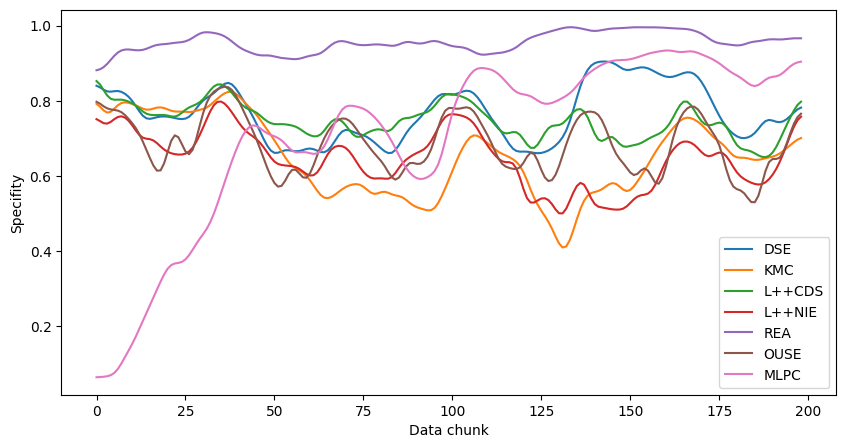 1.0
0.8
0.6
0.4
0.2
Specifity
0
25
50
75
100
125
150
175
200
Data chunk
DSE
KMC
L++CDS
L++NIE
REA
OUSE
MLPC